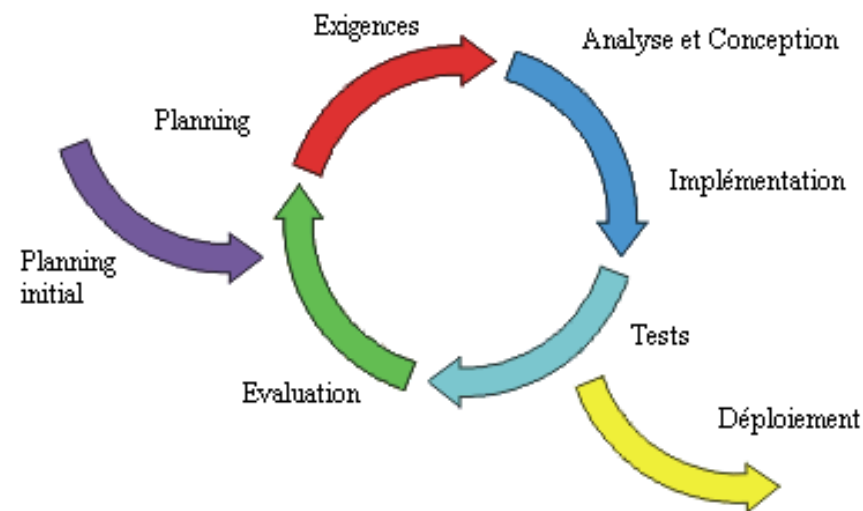 Exigences
Analyse et Conception
Planning
Implémentation
Planning
initial
Tests
Evaluation
Déploiement